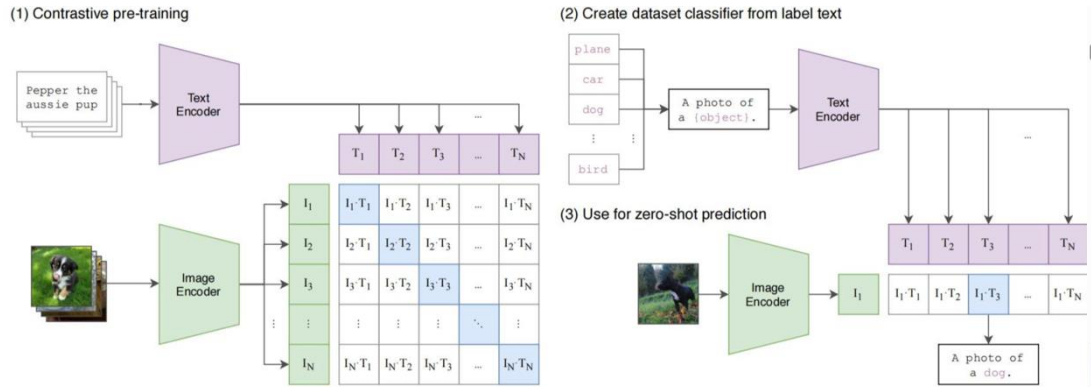 (1) Contrastive pre-training
Pepper the
aussie pup
Text
Encoder
...
T1 T2 T3 ... TN
I1 I1·T1 I1·T2 I1·T3 ... I1·TN
I2 I2·T1 I2·T2 I2·T3 ... I2·TN
Image
Encoder
I3 I3·T1 I3·T2 I3·T3 ... I3·TN
⋮ ⋮ ⋮ ⋮ ⋮ ⋱ ⋮
IN IN·T1 IN·T2 IN·T3 ... IN·TN
(2) Create dataset classifier from label text
plane
car
dog
⋮ ⋮
bird
A photo of
a {object}.
Text
Encoder
...
(3) Use for zero-shot prediction
Image
Encoder
T1 T2 T3 ... TN
I1 I1·T1 I1·T2 I1·T3 ... I1·TN
A photo of
a dog.